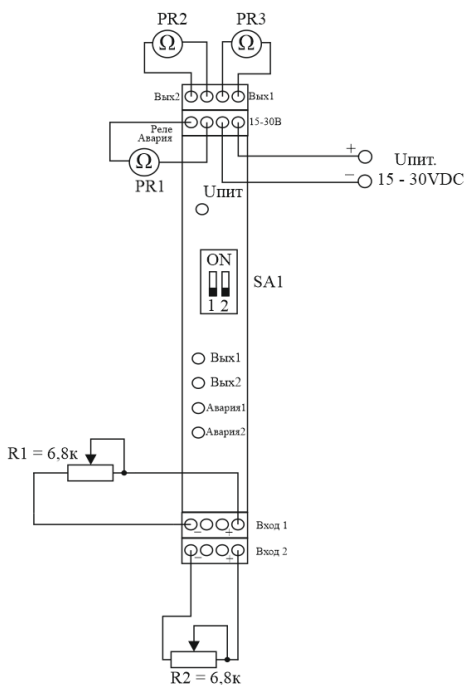 PR2 PR3
Ω Ω
Вых2 Вых1
Реле 15-30В
Авария
Ω
PR1
+ Uпит.
− 15 - 30VDC
Uпит
ON
1 2
SA1
Вых1
Вых2
Авария1
Авария2
R1 = 6,8к
− + Вход 1
− + Вход 2
R2 = 6,8к